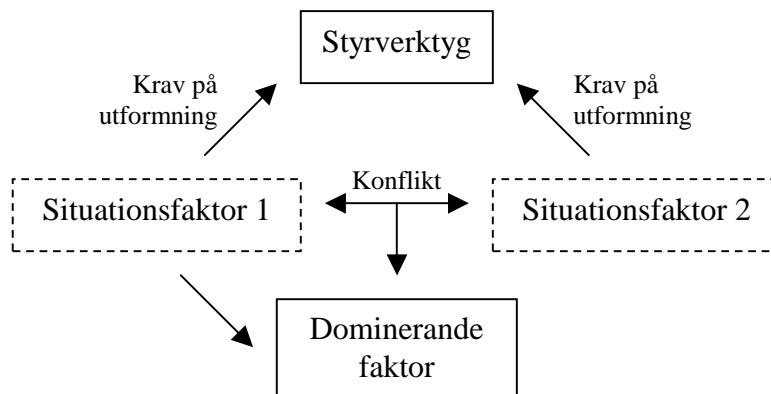 Styrverktyg
Krav på
utformning
Krav på
utformning
Konflikt
Situationsfaktor 1
Situationsfaktor 2
Dominerande
faktor